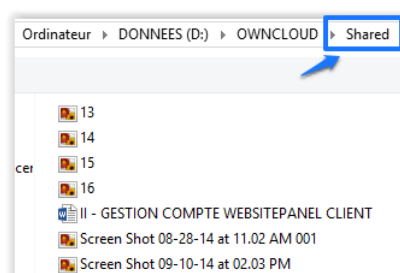 Ordinateur ▸ DONNEES (D:) ▸ OWNCLOUD ▸ Shared
13
14
15
cer
16
II - GESTION COMPTE WEBSITEPANEL CLIENT
Screen Shot 08-28-14 at 11.02 AM 001
Screen Shot 09-10-14 at 02.03 PM